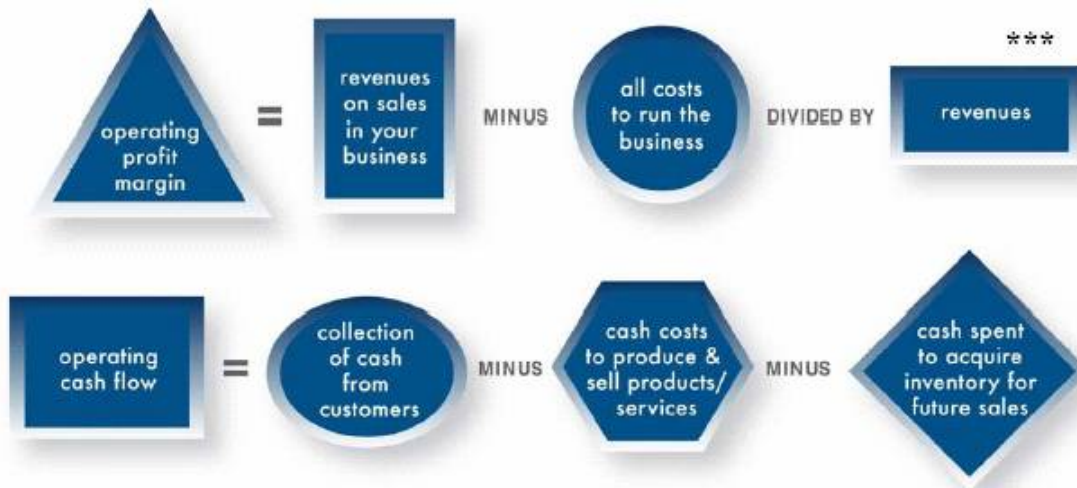 ***
operating
profit
margin
=
revenues
on sales
in your
business
MINUS
all costs
to run the
business
DIVIDED BY
revenues
operating
cash flow
=
collection
of cash
from
customers
MINUS
cash costs
to produce &
sell products/
services
MINUS
cash spent
to acquire
inventory for
future sales